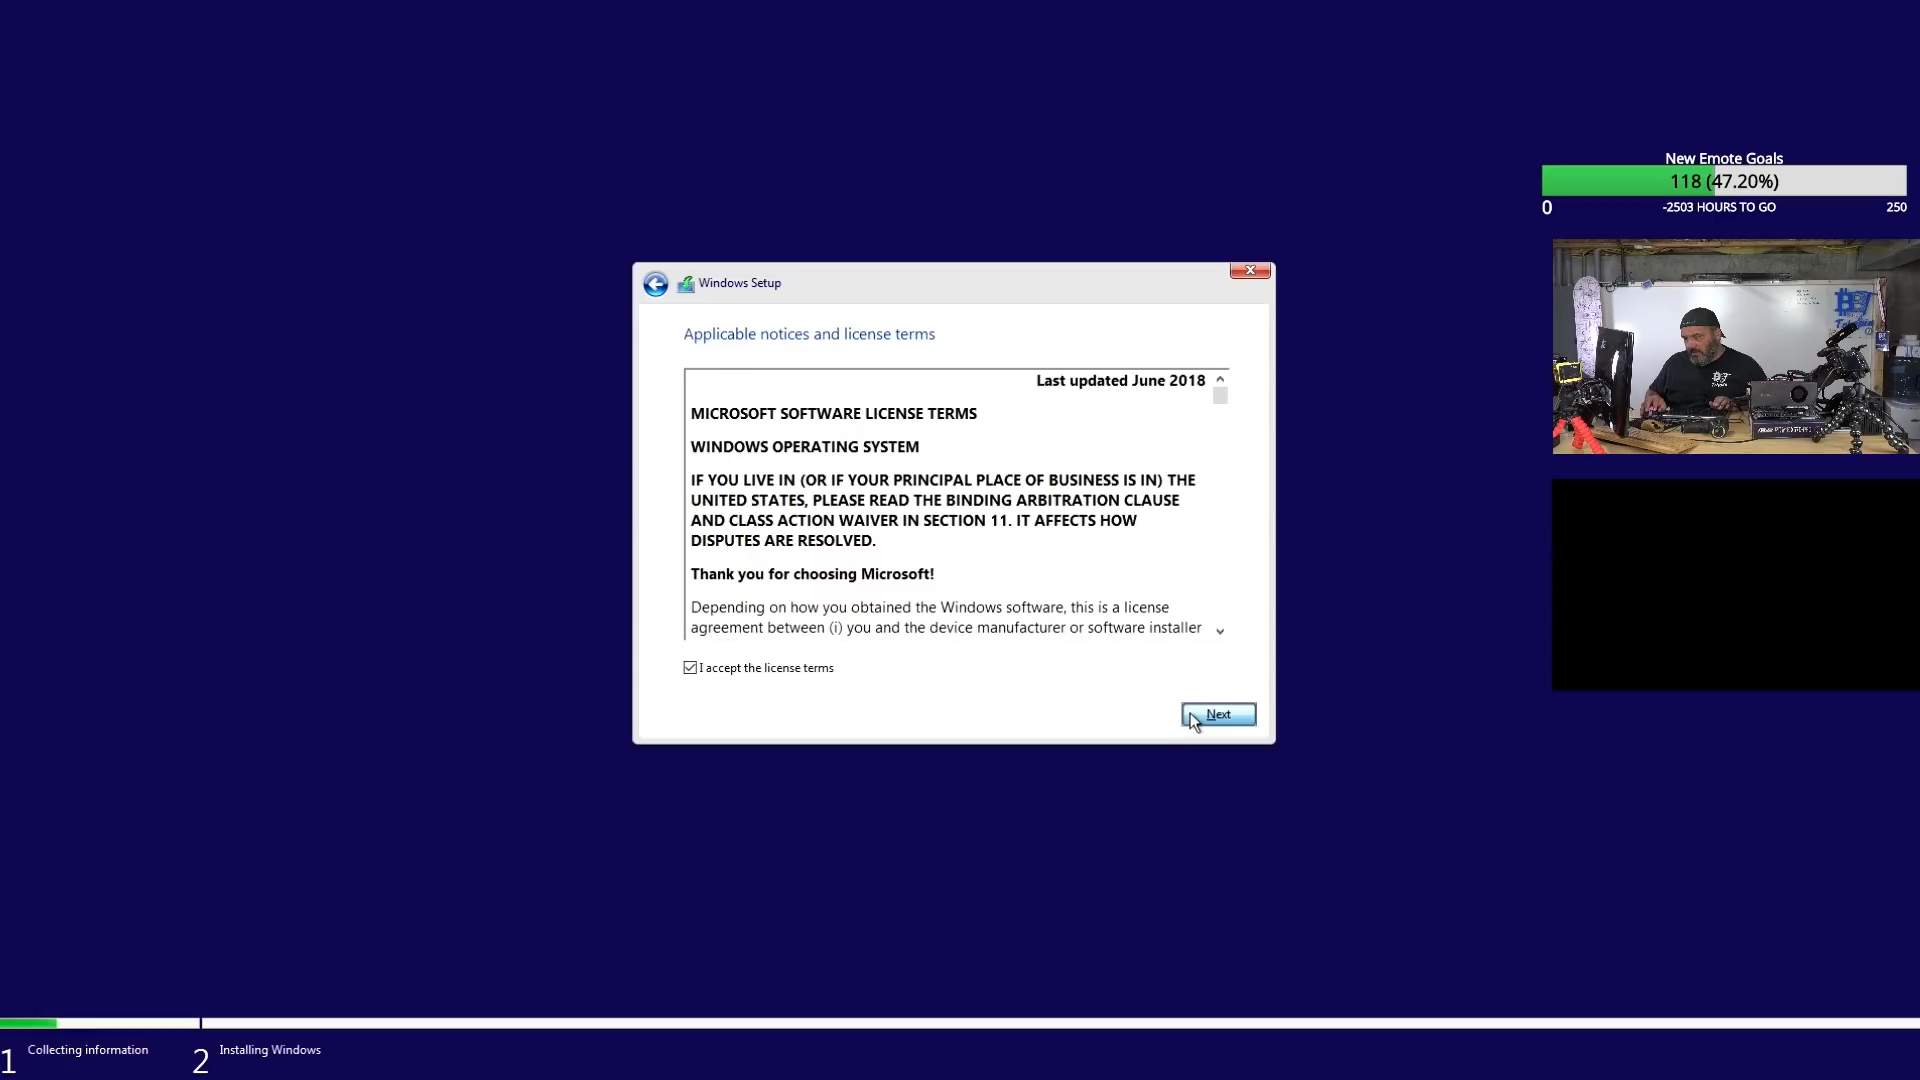 New Emote Goals
118 (47.20%)
0
-2503 HOURS TO GO
250
Windows Setup
Applicable notices and license terms
Last updated June 2018
MICROSOFT SOFTWARE LICENSE TERMS
WINDOWS OPERATING SYSTEM
IF YOU LIVE IN (OR IF YOUR PRINCIPAL PLACE OF BUSINESS IS IN) THE
UNITED STATES, PLEASE READ THE BINDING ARBITRATION CLAUSE
AND CLASS ACTION WAIVER IN SECTION 11. IT AFFECTS HOW
DISPUTES ARE RESOLVED.
Thank you for choosing Microsoft!
Depending on how you obtained the Windows software, this is a license
agreement between (i) you and the device manufacturer or software installer
I accept the license terms
Next
1 Collecting information
2 Installing Windows